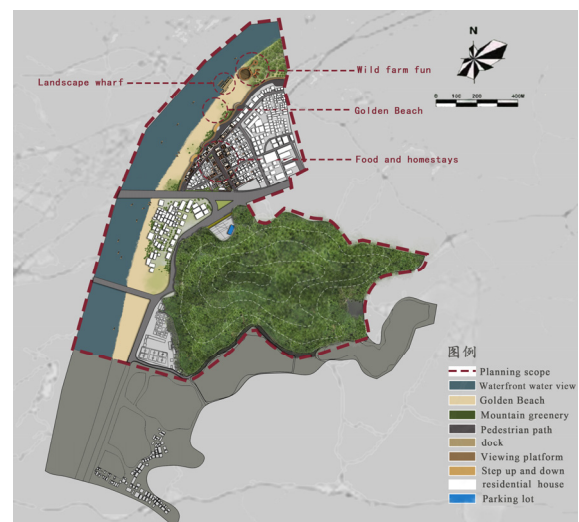 N
Landscape wharf
Wild farm fun
0 100 200 400M
Golden Beach
Food and homestays
图例
Planning scope
Waterfront water view
Golden Beach
Mountain greenery
Pedestrian path
dock
Viewing platform
Step up and down
residential house
Parking lot